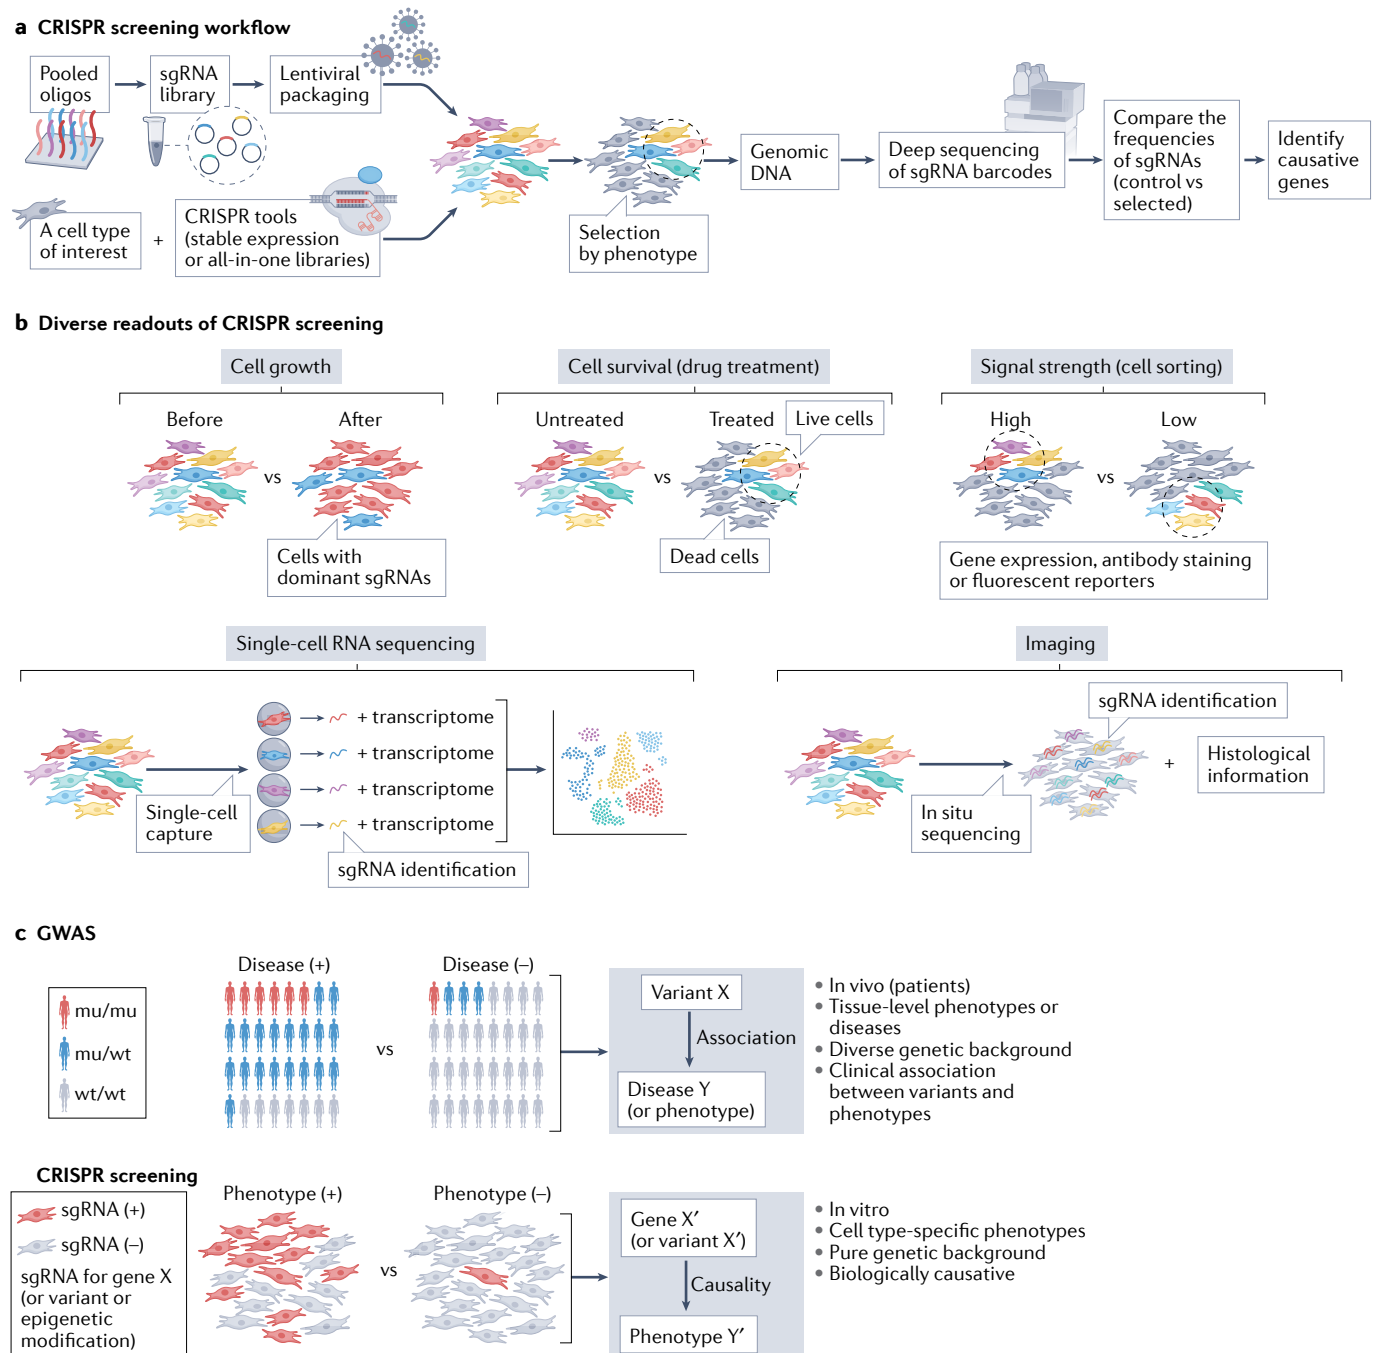 a CRISPR screening workflow
Pooled
oligos
sgRNA
library
Lentiviral
packaging
A cell type
of interest
+
CRISPR tools
(stable expression
or all-in-one libraries)
Selection
by phenotype
Genomic
DNA
Deep sequencing
of sgRNA barcodes
Compare the
frequencies
of sgRNAs
(control vs
selected)
Identify
causative
genes
b Diverse readouts of CRISPR screening
Cell growth
Before
vs
After
Cells with
dominant sgRNAs
Cell survival (drug treatment)
Untreated
vs
Treated
Live cells
Dead cells
Signal strength (cell sorting)
High
vs
Low
Gene expression, antibody staining
or fluorescent reporters
Single-cell RNA sequencing
Single-cell
capture
+ transcriptome
+ transcriptome
+ transcriptome
+ transcriptome
sgRNA identification
Imaging
In situ
sequencing
sgRNA identification
+
Histological
information
c GWAS
mu/mu
mu/wt
wt/wt
Disease (+)
vs
Disease (–)
Variant X
Association
Disease Y
(or phenotype)
• In vivo (patients)
• Tissue-level phenotypes or
diseases
• Diverse genetic background
• Clinical association
between variants and
phenotypes
CRISPR screening
sgRNA (+)
sgRNA (–)
sgRNA for gene X
(or variant or
epigenetic
modification)
Phenotype (+)
vs
Phenotype (–)
Gene X′
(or variant X′)
Causality
Phenotype Y′
• In vitro
• Cell type-specific phenotypes
• Pure genetic background
• Biologically causative